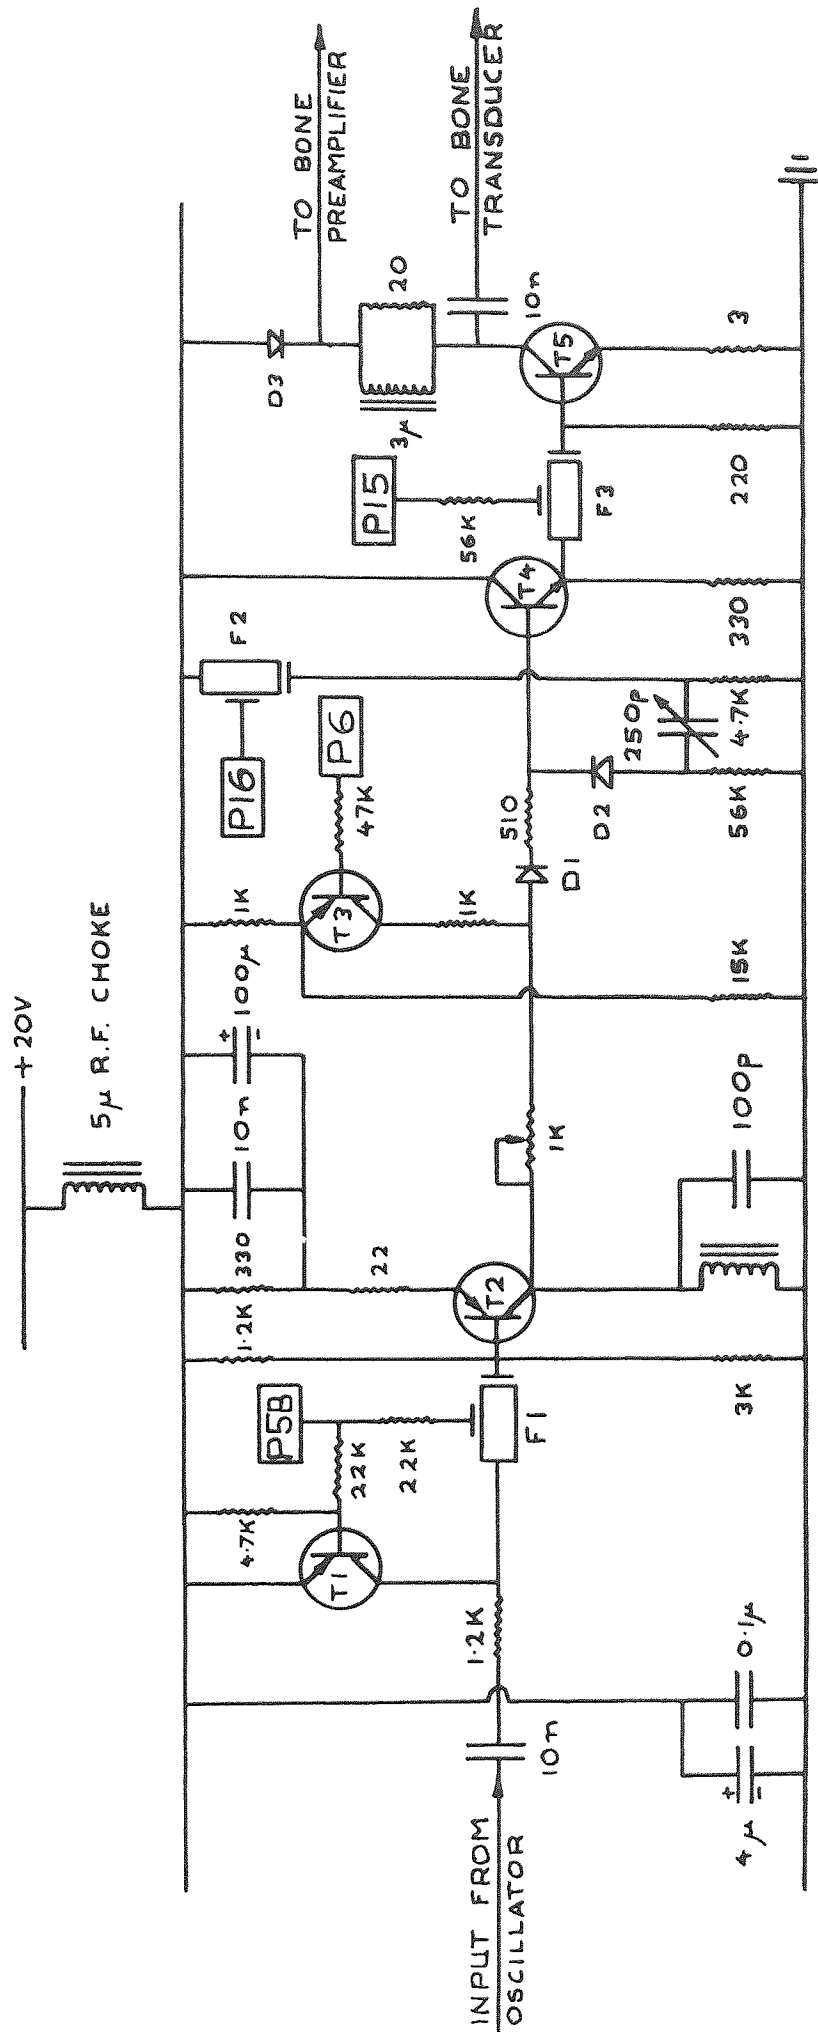 +20V
5μ R.F. CHOKE
4.7K
P5B
1.2K
330
10n
100μ
1K
P16
F2
D3
TO BONE
PREAMPLIFIER
T1
22K
22K
22
T3
47K
P6
P15
56K
3μ
20
TO BONE
TRANSDUCER
INPUT FROM
OSCILLATOR
10n
1.2K
F1
T2
1K
1K
D1
510
T4
F3
T5
10n
D2
250p
4μ
+
-
0.1μ
3K
100p
15K
56K
4.7K
330
220
3
+
-